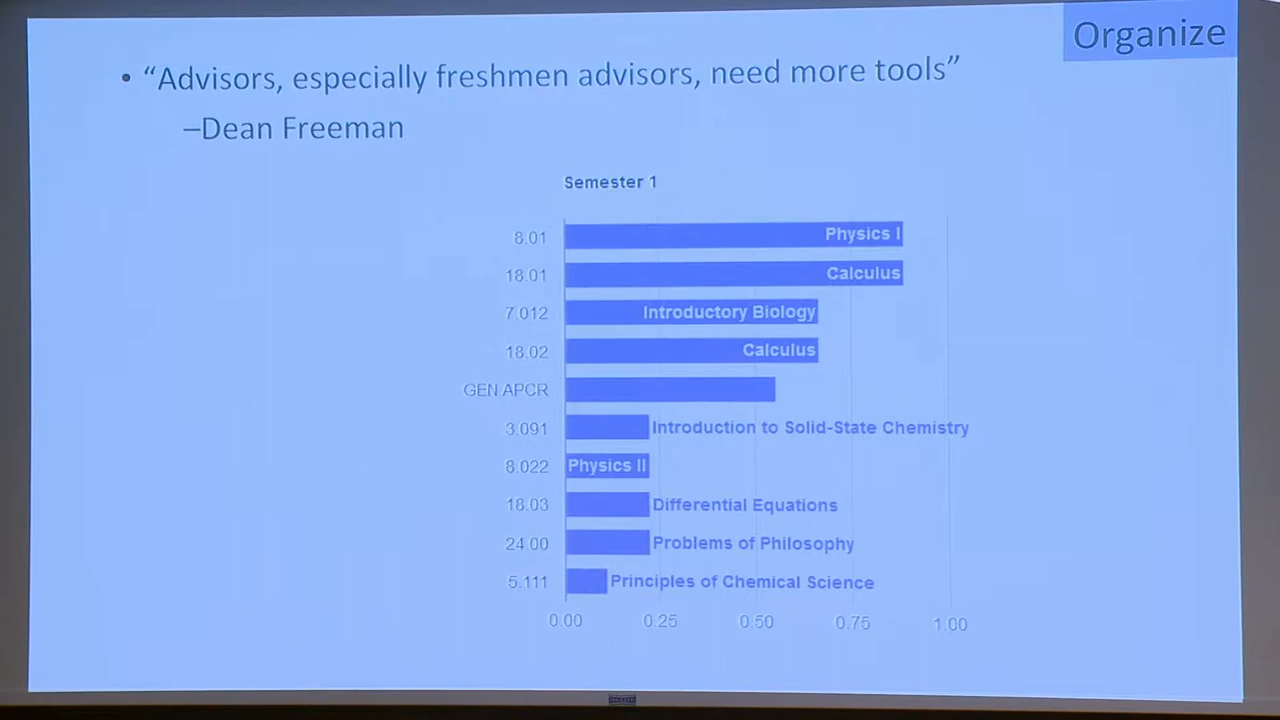 Organize
• “Advisors, especially freshmen advisors, need more tools”
–Dean Freeman
Semester 1
8.01 Physics I
18.01 Calculus
7.012 Introductory Biology
18.02 Calculus
GEN APCR
3.091 Introduction to Solid-State Chemistry
8.022 Physics II
18.03 Differential Equations
24.00 Problems of Philosophy
5.111 Principles of Chemical Science
0.00 0.25 0.50 0.75 1.00